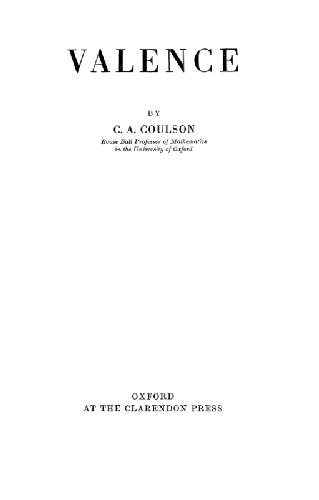 VALENCE
BY
C. A. COULSON
Rouse Ball Professor of Mathematics
in the University of Oxford
OXFORD
AT THE CLARENDON PRESS